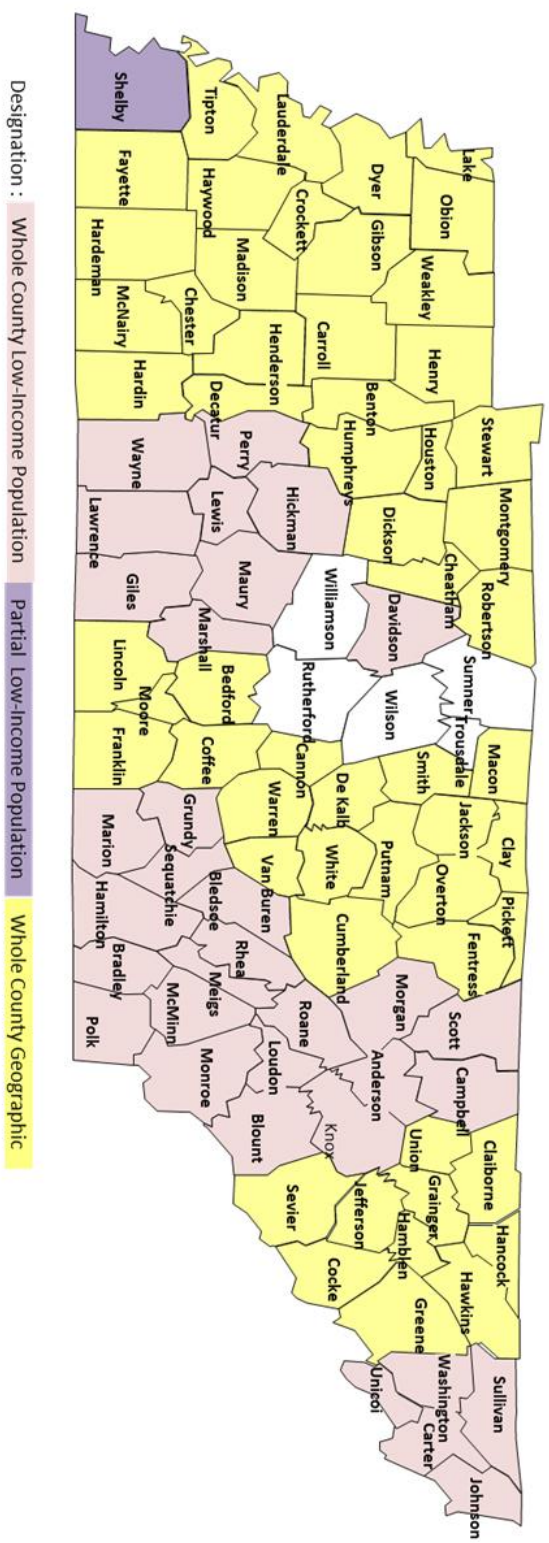 Lake
Obion
Weakley
Henry
Stewart
Montgomery
Robertson
Sumner
Trousdale
Macon
Clay
Pickett
Fentress
Scott
Campbell
Claiborne
Hancock
Hawkins
Sullivan
Johnson
Dyer
Gibson
Carroll
Benton
Houston
Humphreys
Dickson
Cheatham
Davidson
Wilson
Smith
Jackson
Overton
Putnam
Morgan
Anderson
Union
Grainger
Hamblen
Greene
Washington
Carter
Unicoi
Lauderdale
Crockett
Tipton
Haywood
Madison
Henderson
Decatur
Perry
Hickman
Williamson
Rutherford
Cannon
De Kalb
White
Cumberland
Roane
Knox
Jefferson
Cocke
Sevier
Chester
Lewis
Maury
Marshall
Bedford
Coffee
Warren
Van Buren
Grundy
Sequatchie
Bledsoe
Rhea
Meigs
McMinn
Loudon
Monroe
Blount
Shelby
Fayette
Hardeman
McNairy
Hardin
Wayne
Lawrence
Giles
Lincoln
Moore
Franklin
Marion
Hamilton
Bradley
Polk
Designation : Whole County Low-Income Population Partial Low-Income Population Whole County Geographic